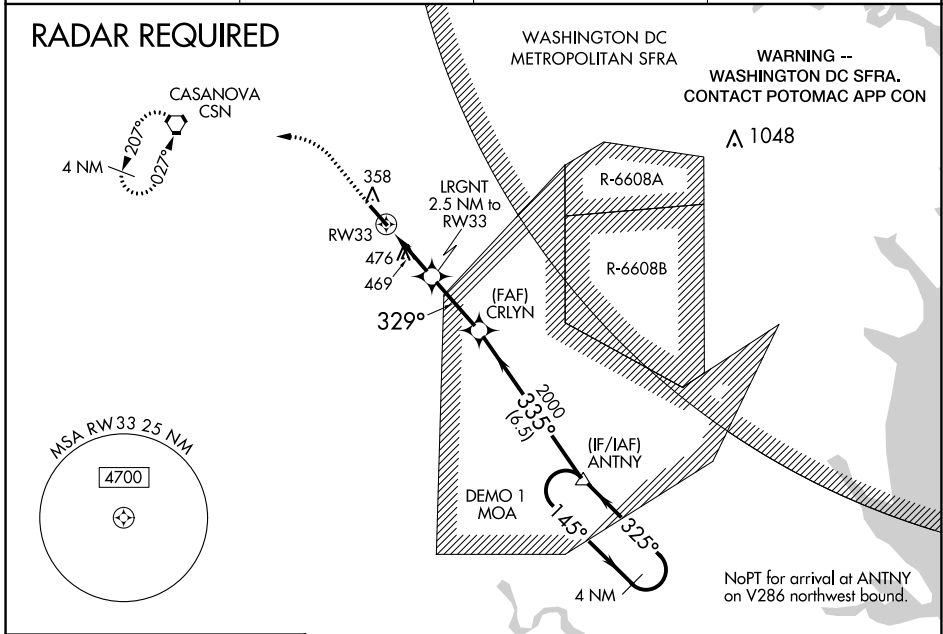 RADAR REQUIRED
WASHINGTON DC
METROPOLITAN SFRA
WARNING --
WASHINGTON DC SFRA.
CONTACT POTOMAC APP CON
1048
CASANOVA
CSN
207°
027°
4 NM
358
LRGNT
2.5 NM to
RW33
RW33
476
469
329°
(FAF)
CRLYN
R-6608A
R-6608B
2000
335°
(6.5)
(IF/IAF)
ANTNY
MSA RW33 25 NM
4700
DEMO 1
MOA
145°
325°
4 NM
NoPT for arrival at ANTNY
on V286 northwest bound.